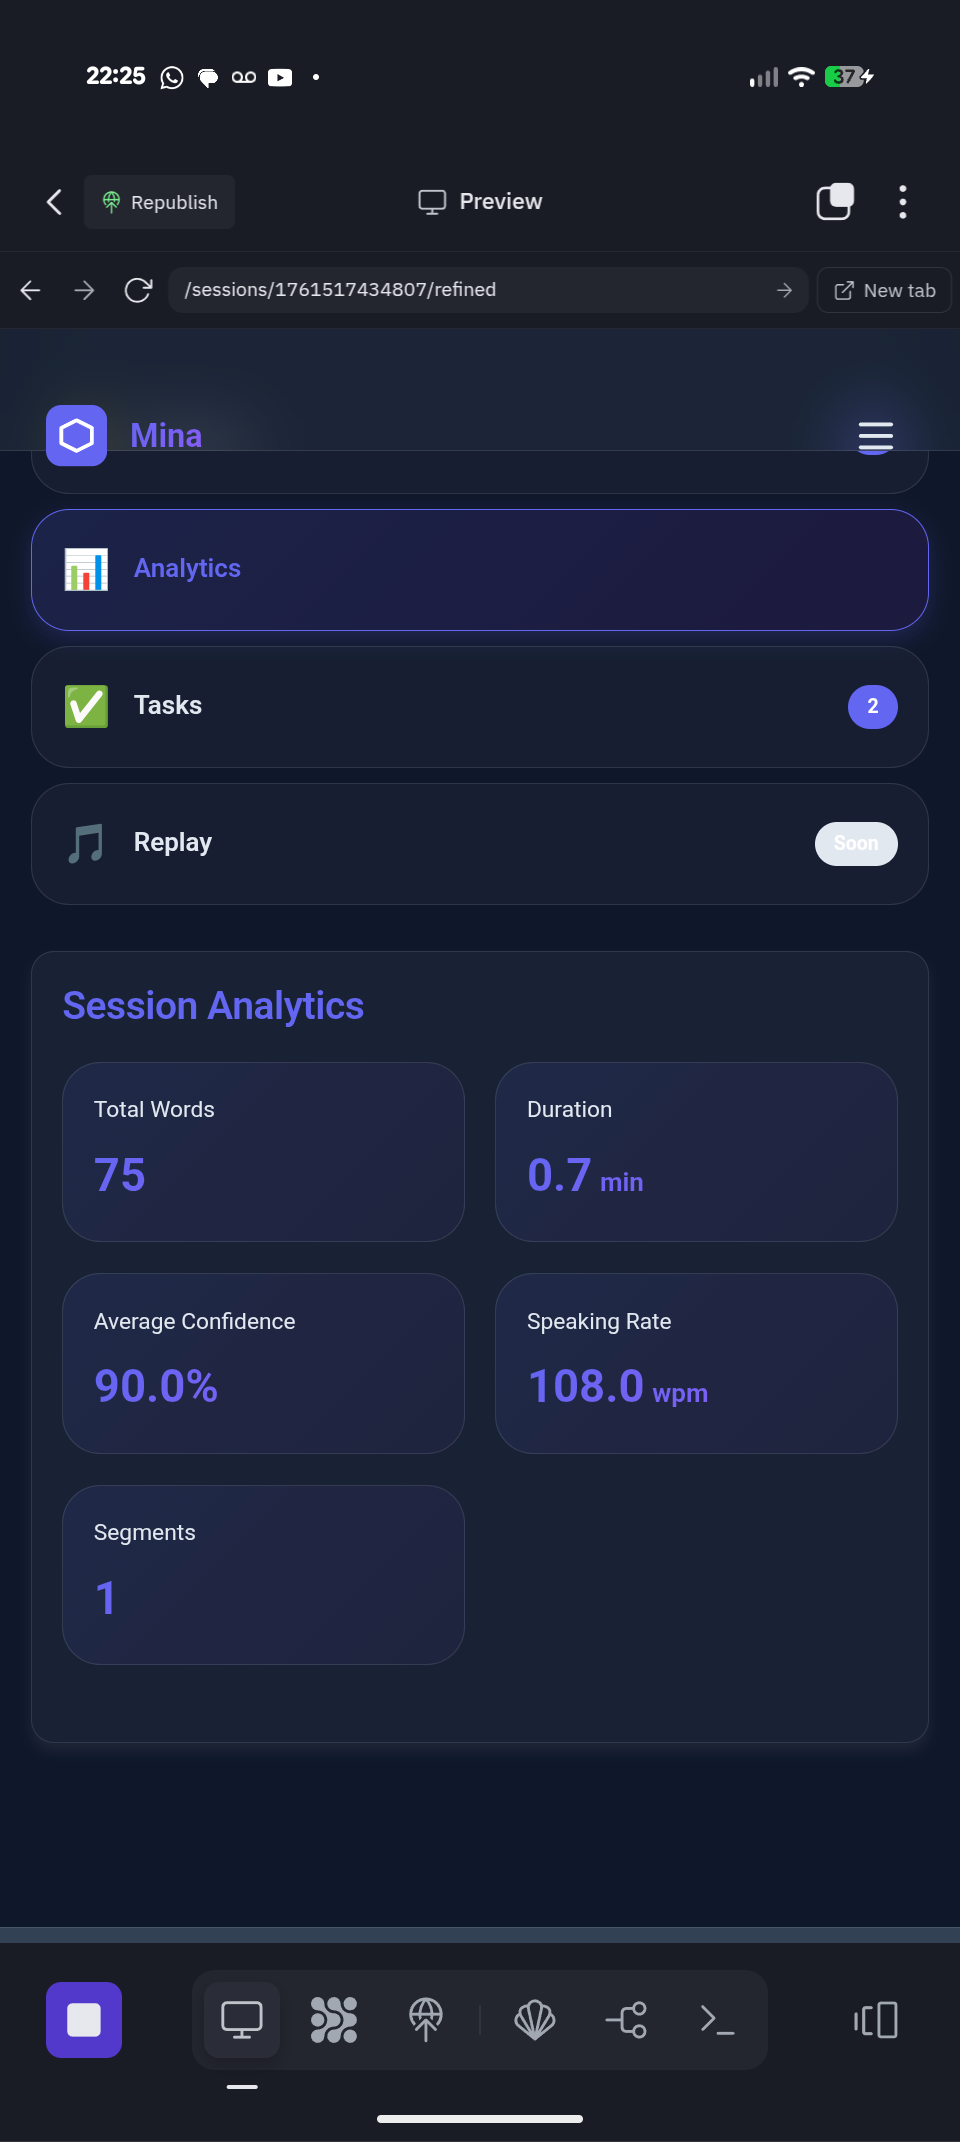 22:25
37
Republish
Preview
/sessions/1761517434807/refined
New tab
Mina
Analytics
Tasks
2
Replay
Soon
Session Analytics
Total Words
75
Duration
0.7 min
Average Confidence
90.0%
Speaking Rate
108.0 wpm
Segments
1